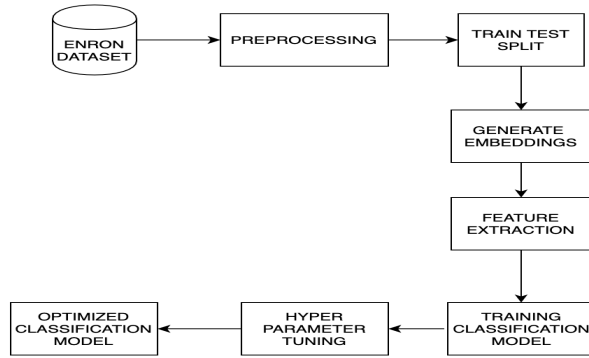 ENRON
DATASET
PREPROCESSING
TRAIN TEST
SPLIT
GENERATE
EMBEDDINGS
FEATURE
EXTRACTION
TRAINING
CLASSIFICATION
MODEL
HYPER
PARAMETER
TUNING
OPTIMIZED
CLASSIFICATION
MODEL